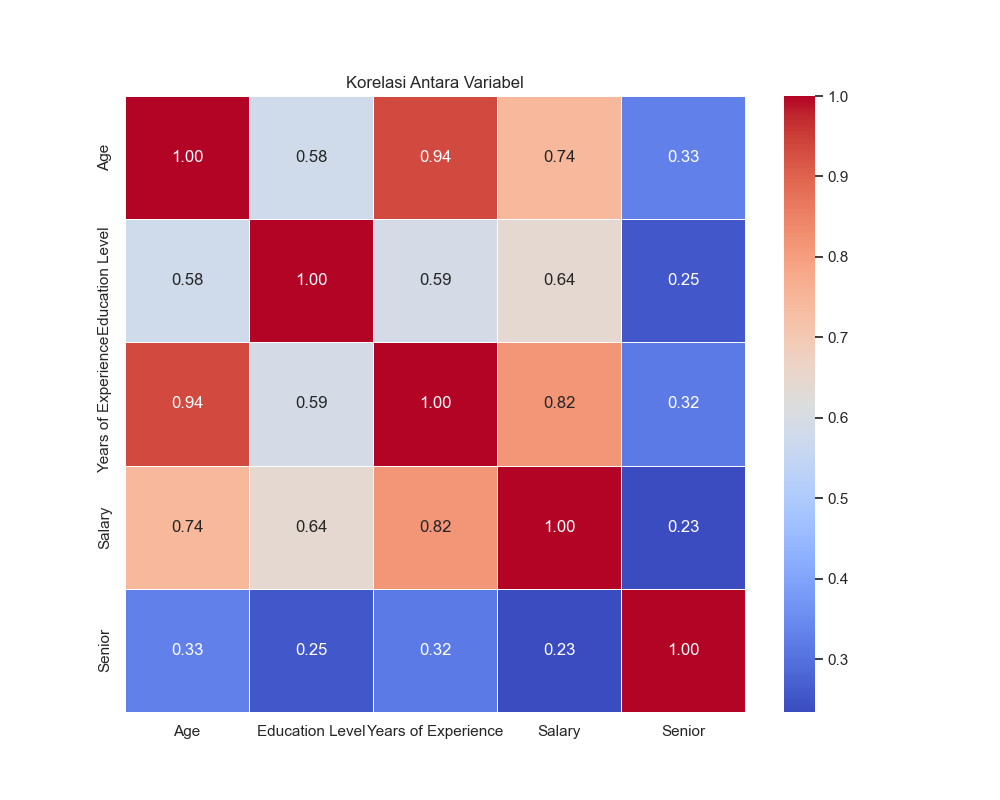 Korelasi Antara Variabel
Age
1.00 0.58 0.94 0.74 0.33
Education Level
0.58 1.00 0.59 0.64 0.25
Years of Experience
0.94 0.59 1.00 0.82 0.32
Salary
0.74 0.64 0.82 1.00 0.23
Senior
0.33 0.25 0.32 0.23 1.00
Age Education Level Years of Experience Salary Senior
1.0
0.9
0.8
0.7
0.6
0.5
0.4
0.3